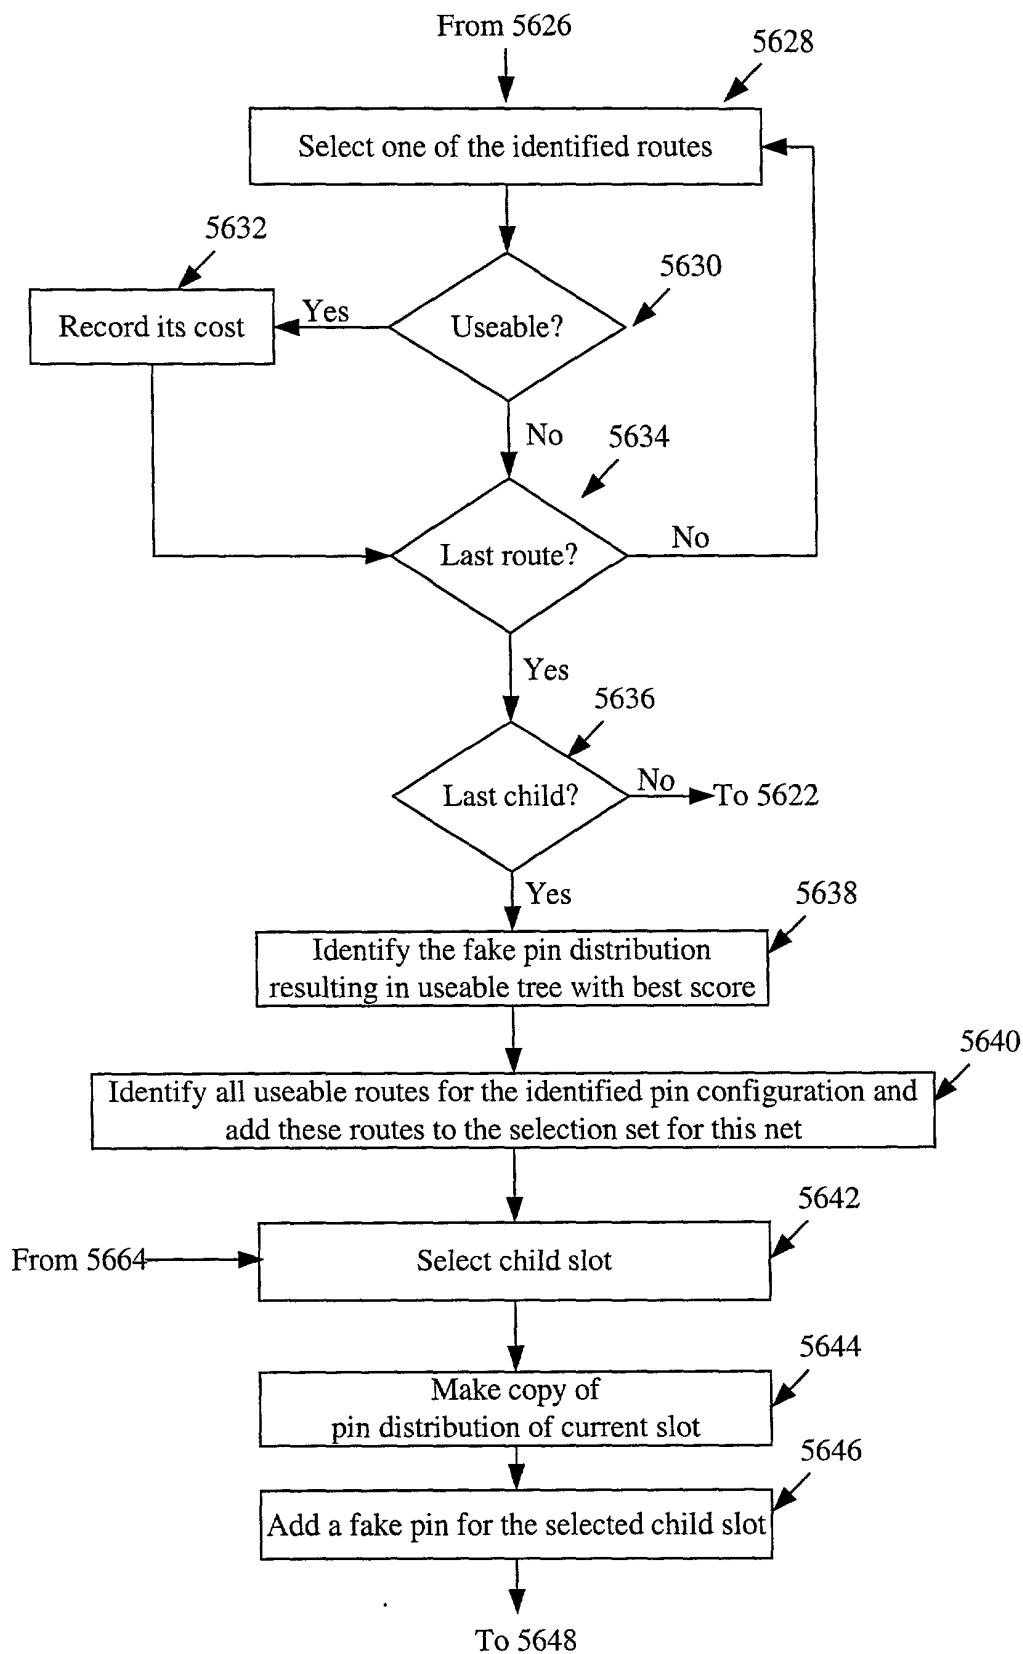 From 5626
5628
Select one of the identified routes
5632
5630
Record its cost
Yes
Useable?
No
5634
Last route?
No
Yes
5636
Last child?
No
To 5622
Yes
5638
Identify the fake pin distribution
resulting in useable tree with best score
5640
Identify all useable routes for the identified pin configuration and
add these routes to the selection set for this net
5642
From 5664
Select child slot
5644
Make copy of
pin distribution of current slot
5646
Add a fake pin for the selected child slot
To 5648